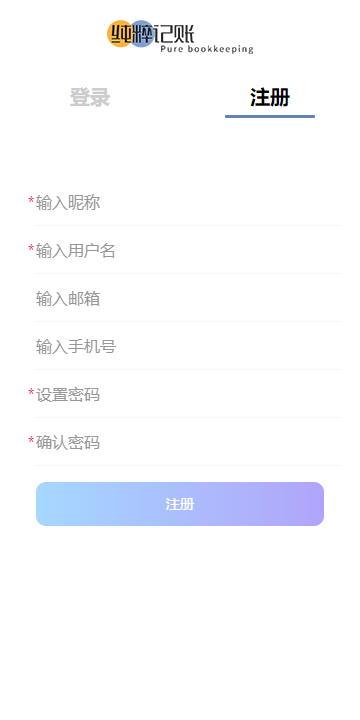 纯粹记账
Pure bookkeeping
登录 注册
*输入昵称
*输入用户名
输入邮箱
输入手机号
*设置密码
*确认密码
注册